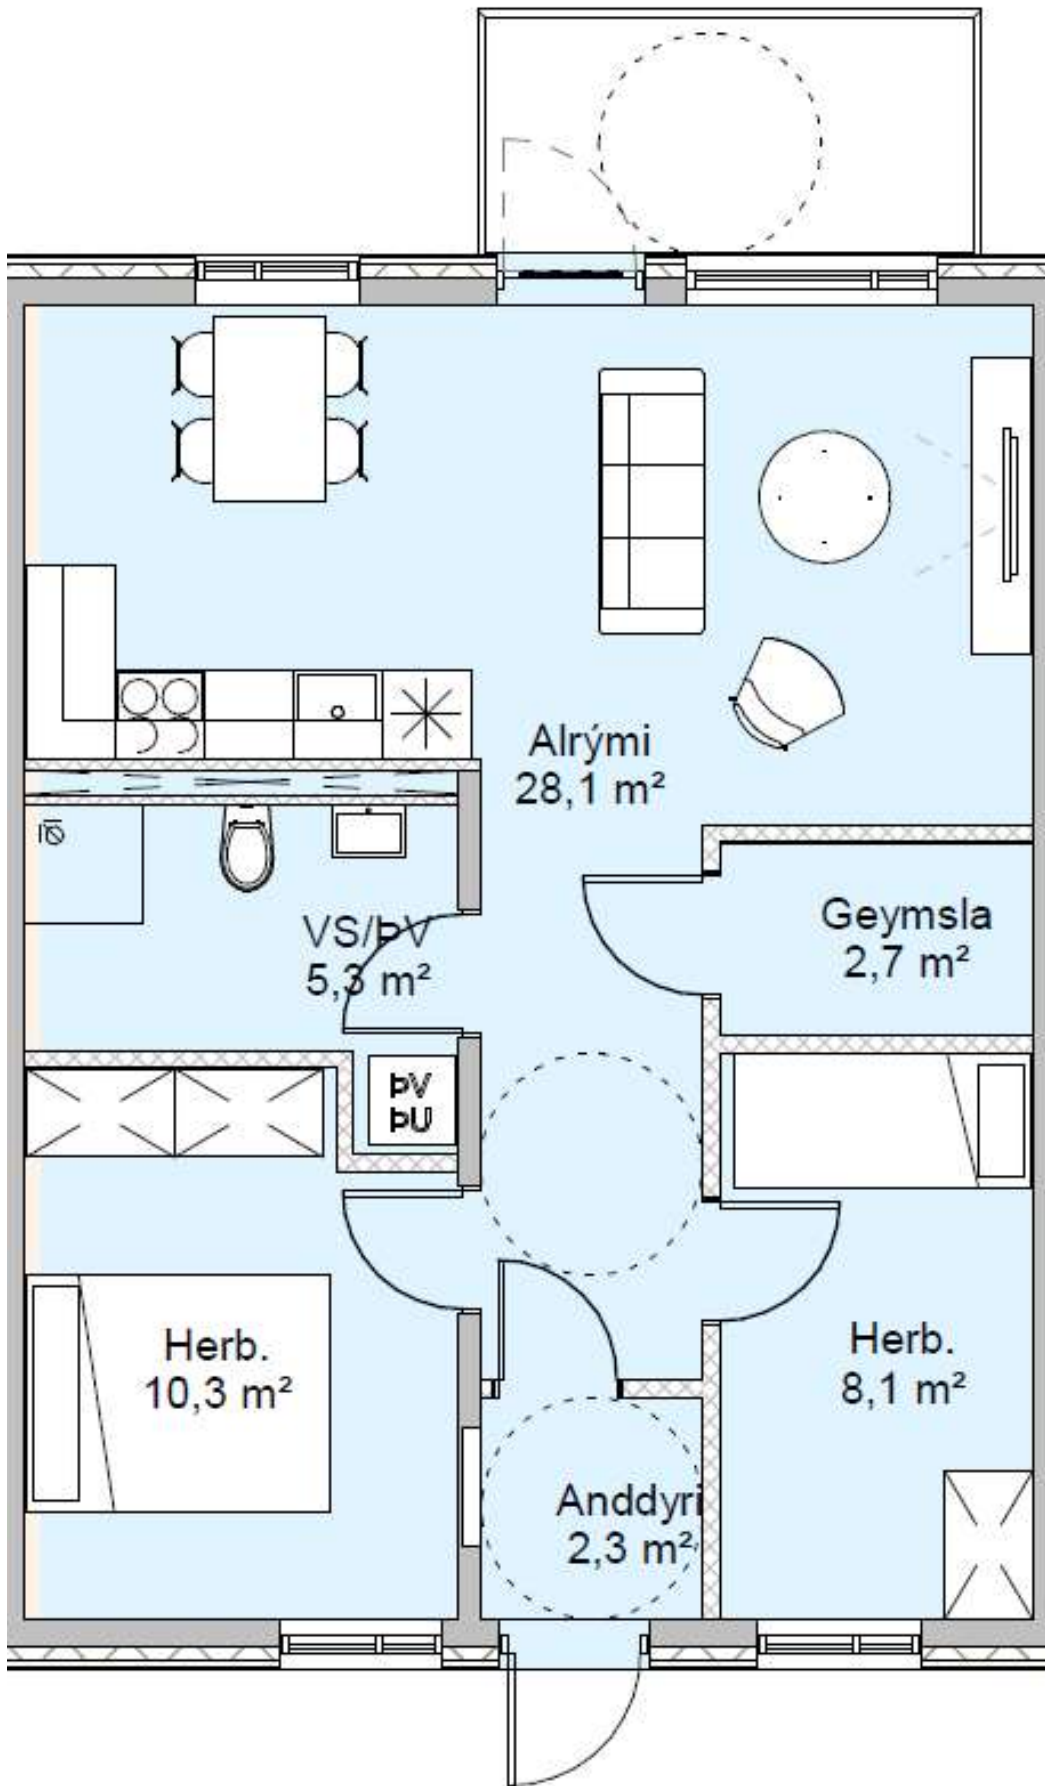 Alrými
28,1 m²
Geymsla
2,7 m²
VS/ÞV
5,3 m²
ÞV
ÞU
Herb.
10,3 m²
Herb.
8,1 m²
Anddyri
2,3 m²